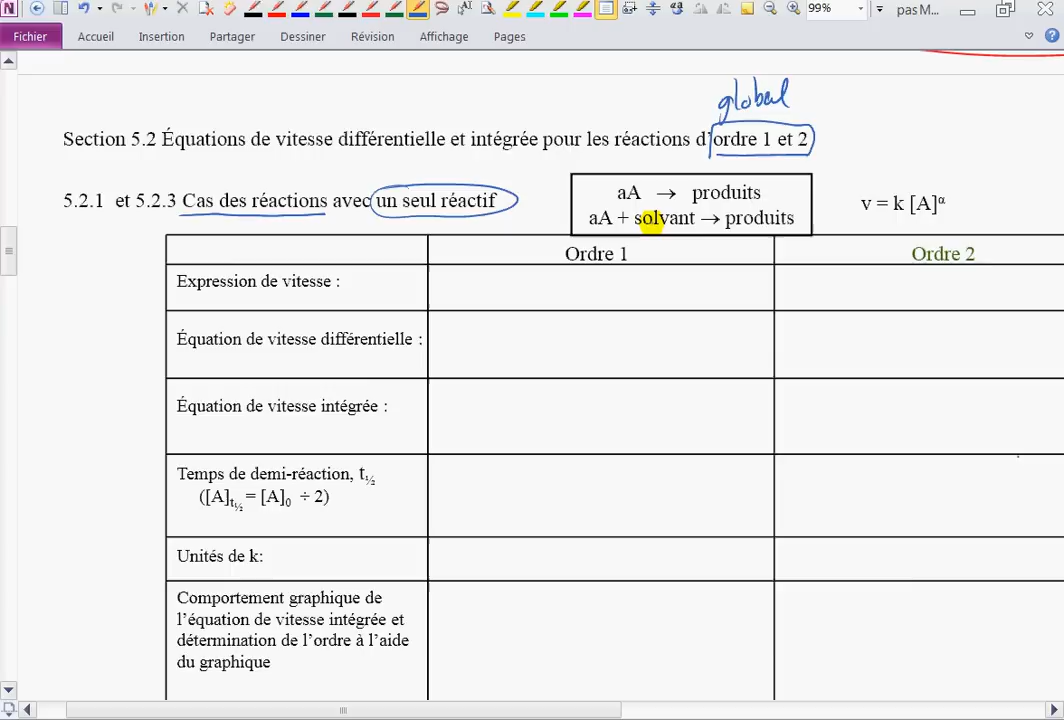 99%
pas M...
Fichier Accueil Insertion Partager Dessiner Révision Affichage Pages
global
Section 5.2 Équations de vitesse différentielle et intégrée pour les réactions d'ordre 1 et 2
5.2.1 et 5.2.3 Cas des réactions avec un seul réactif
aA → produits
aA + solvant → produits
v = k [A]ᵅ
Ordre 1 Ordre 2
Expression de vitesse :
Équation de vitesse différentielle :
Équation de vitesse intégrée :
Temps de demi-réaction, t½
([A]t½ = [A]₀ ÷ 2)
Unités de k:
Comportement graphique de
l'équation de vitesse intégrée et
détermination de l'ordre à l'aide
du graphique